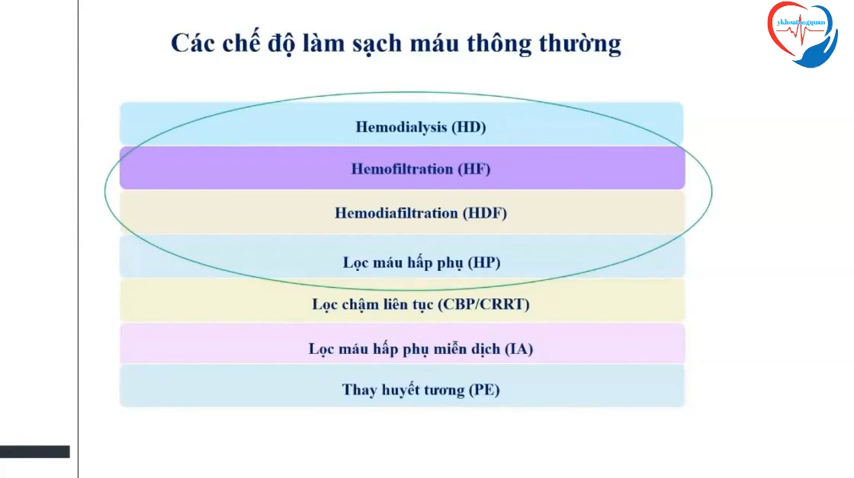 ykhoatongquan
Các chế độ làm sạch máu thông thường
Hemodialysis (HD)
Hemofiltration (HF)
Hemodiafiltration (HDF)
Lọc máu hấp phụ (HP)
Lọc chậm liên tục (CBP/CRRT)
Lọc máu hấp phụ miễn dịch (IA)
Thay huyết tương (PE)